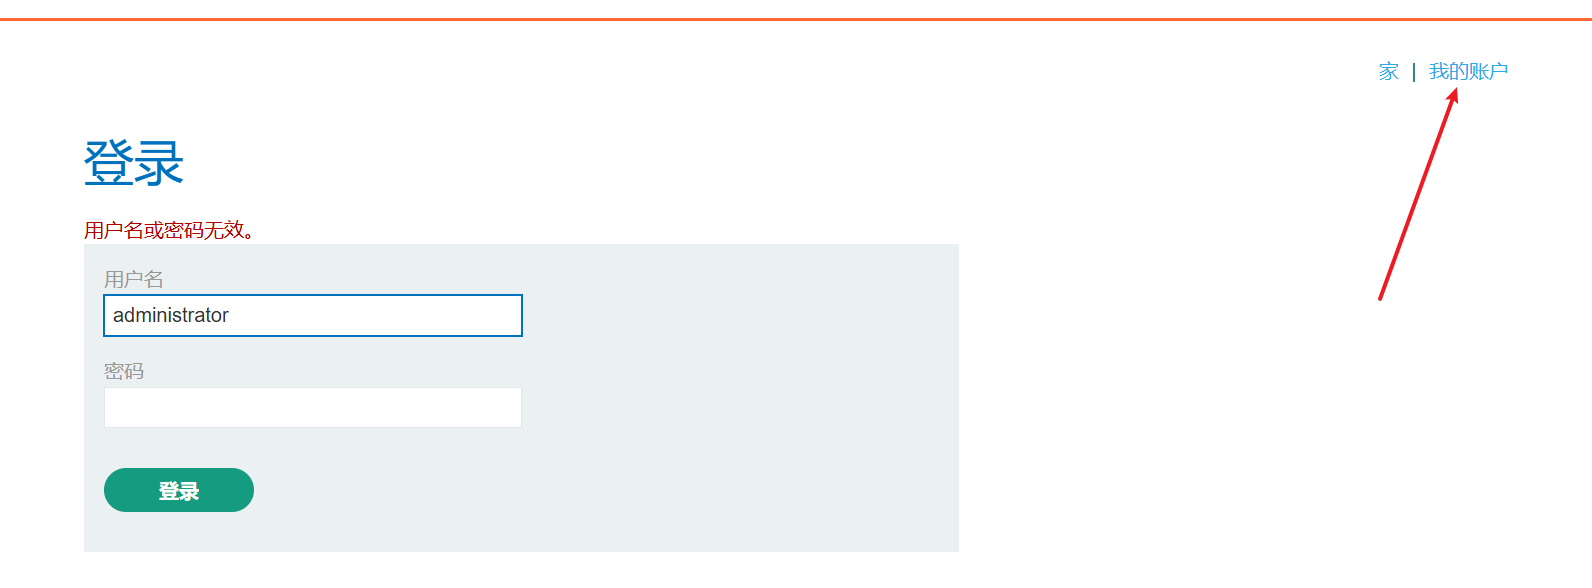 家 | 我的账户
登录
用户名或密码无效。
用户名
administrator
密码
登录